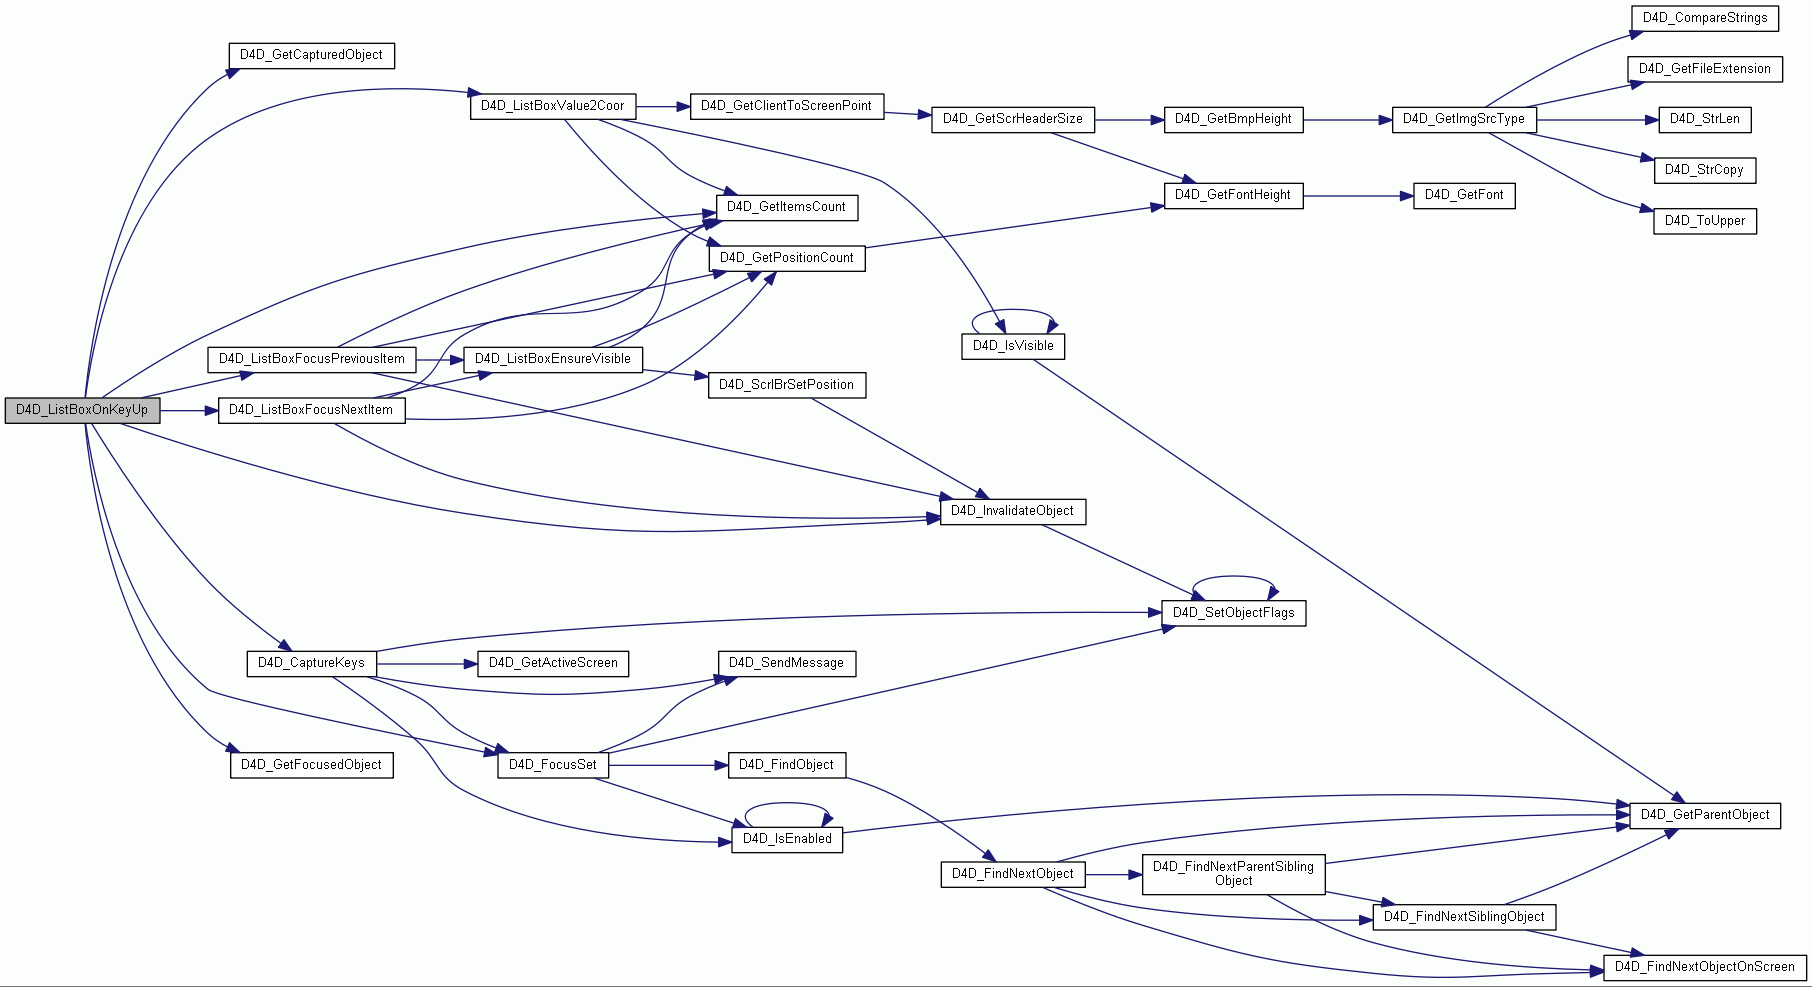 D4D_CompareStrings
D4D_GetCapturedObject
D4D_GetFileExtension
D4D_ListBoxValue2Coor
D4D_GetClientToScreenPoint
D4D_GetScrHeaderSize
D4D_GetBmpHeight
D4D_GetImgSrcType
D4D_StrLen
D4D_StrCopy
D4D_GetFontHeight
D4D_GetFont
D4D_GetItemsCount
D4D_ToUpper
D4D_GetPositionCount
D4D_IsVisible
D4D_ListBoxFocusPreviousItem
D4D_ListBoxEnsureVisible
D4D_ScrlBrSetPosition
D4D_ListBoxOnKeyUp
D4D_ListBoxFocusNextItem
D4D_InvalidateObject
D4D_SetObjectFlags
D4D_CaptureKeys
D4D_GetActiveScreen
D4D_SendMessage
D4D_GetFocusedObject
D4D_FocusSet
D4D_FindObject
D4D_GetParentObject
D4D_IsEnabled
D4D_FindNextObject
D4D_FindNextParentSibling
Object
D4D_FindNextSiblingObject
D4D_FindNextObjectOnScreen